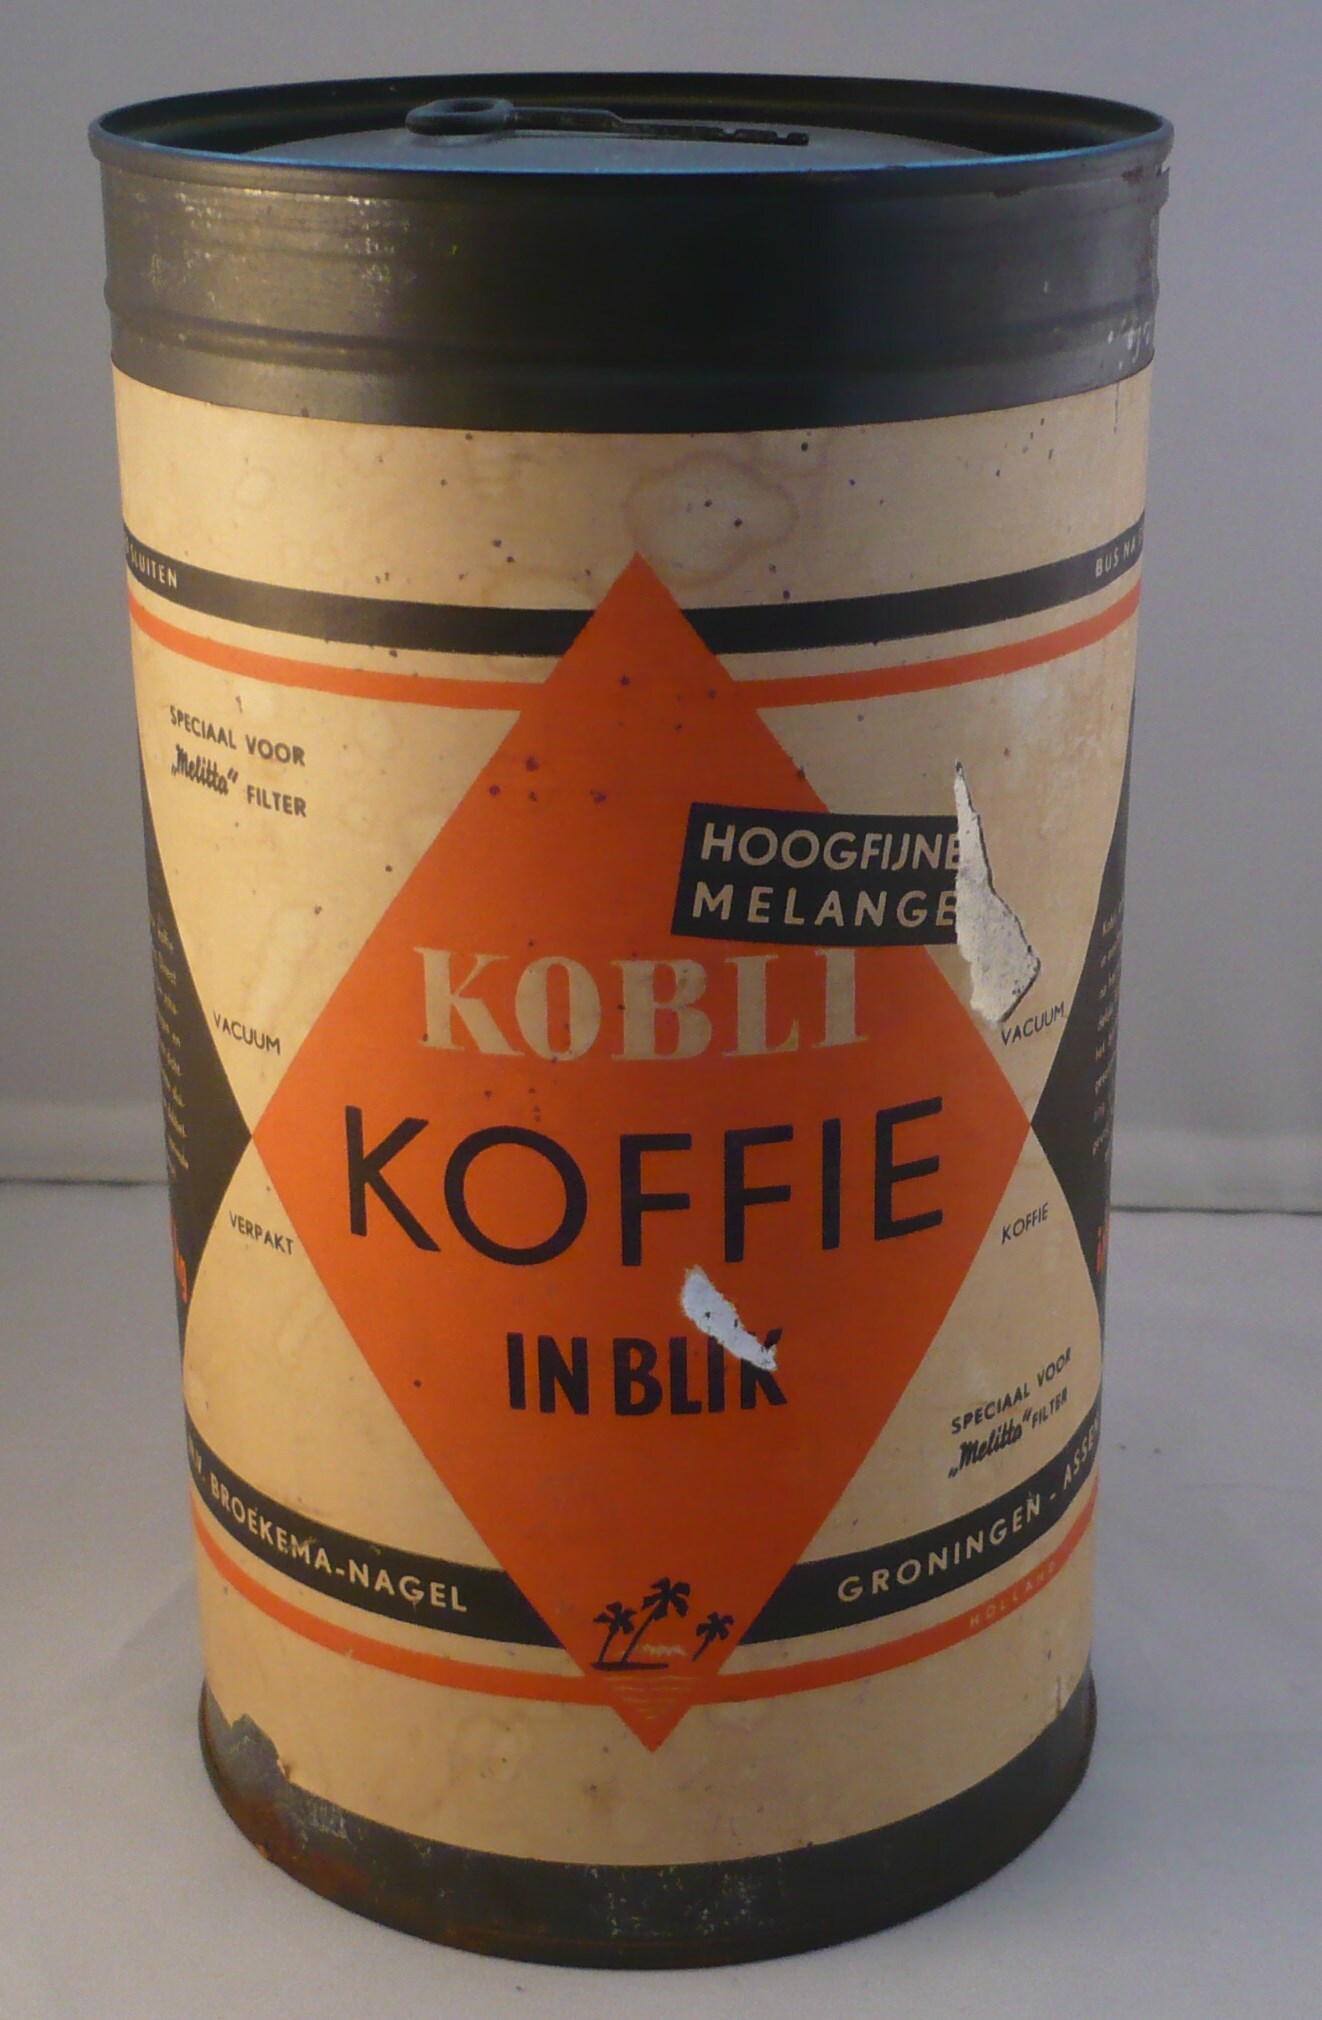 SLUITEN
BUS NA
SPECIAAL VOOR
„Melitta“ FILTER
HOOGFIJNE
MELANGE
KOBLI
VACUUM
VACUUM
KOFFIE
VERPAKT
KOFFIE
IN BLIK
SPECIAAL VOOR
„Melitta“ FILTER
N.V. BROEKEMA-NAGEL
GRONINGEN - ASSEN
HOLLAND